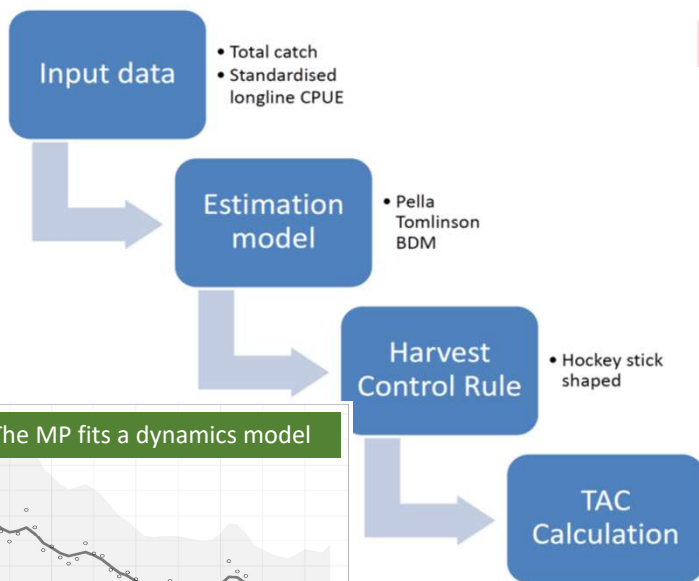 Input data
• Total catch
• Standardised
longline CPUE
Estimation
model
• Pella
Tomlinson
BDM
Harvest
Control Rule
• Hockey stick
shaped
The MP fits a dynamics model
TAC
Calculation